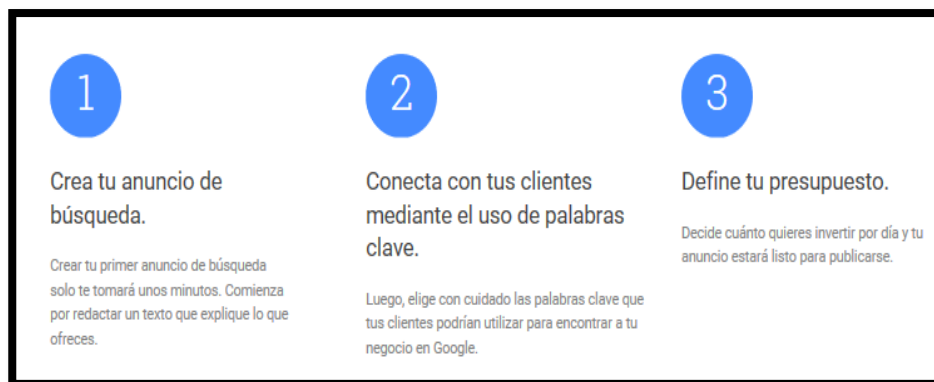 1
Crea tu anuncio de
búsqueda.
Crear tu primer anuncio de búsqueda
solo te tomará unos minutos. Comienza
por redactar un texto que explique lo que
ofreces.
2
Conecta con tus clientes
mediante el uso de palabras
clave.
Luego, elige con cuidado las palabras clave que
tus clientes podrían utilizar para encontrar a tu
negocio en Google.
3
Define tu presupuesto.
Decide cuánto quieres invertir por día y tu
anuncio estará listo para publicarse.